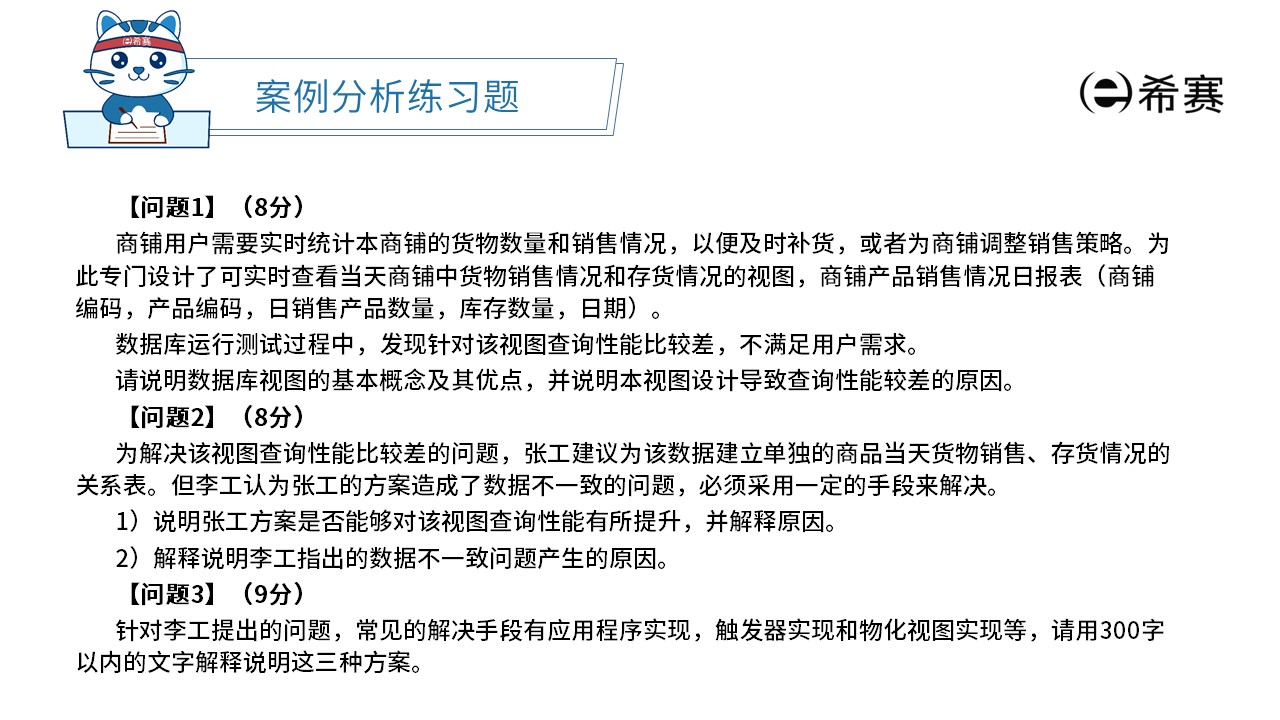 希赛
案例分析练习题
希赛
【问题1】（8分）
商铺用户需要实时统计本商铺的货物数量和销售情况，以便及时补货，或者为商铺调整销售策略。为
此专门设计了可实时查看当天商铺中货物销售情况和存货情况的视图，商铺产品销售情况日报表（商铺
编码，产品编码，日销售产品数量，库存数量，日期）。
数据库运行测试过程中，发现针对该视图查询性能比较差，不满足用户需求。
请说明数据库视图的基本概念及其优点，并说明本视图设计导致查询性能较差的原因。
【问题2】（8分）
为解决该视图查询性能比较差的问题，张工建议为该数据建立单独的商品当天货物销售、存货情况的
关系表。但李工认为张工的方案造成了数据不一致的问题，必须采用一定的手段来解决。
1）说明张工方案是否能够对该视图查询性能有所提升，并解释原因。
2）解释说明李工指出的数据不一致问题产生的原因。
【问题3】（9分）
针对李工提出的问题，常见的解决手段有应用程序实现，触发器实现和物化视图实现等，请用300字
以内的文字解释说明这三种方案。